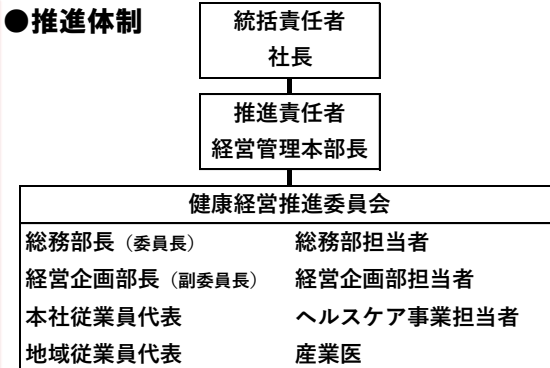 ●推進体制
統括責任者
社長
推進責任者
経営管理本部長
健康経営推進委員会
総務部長（委員長） 総務部担当者
経営企画部長（副委員長） 経営企画部担当者
本社従業員代表 ヘルスケア事業担当者
地域従業員代表 産業医